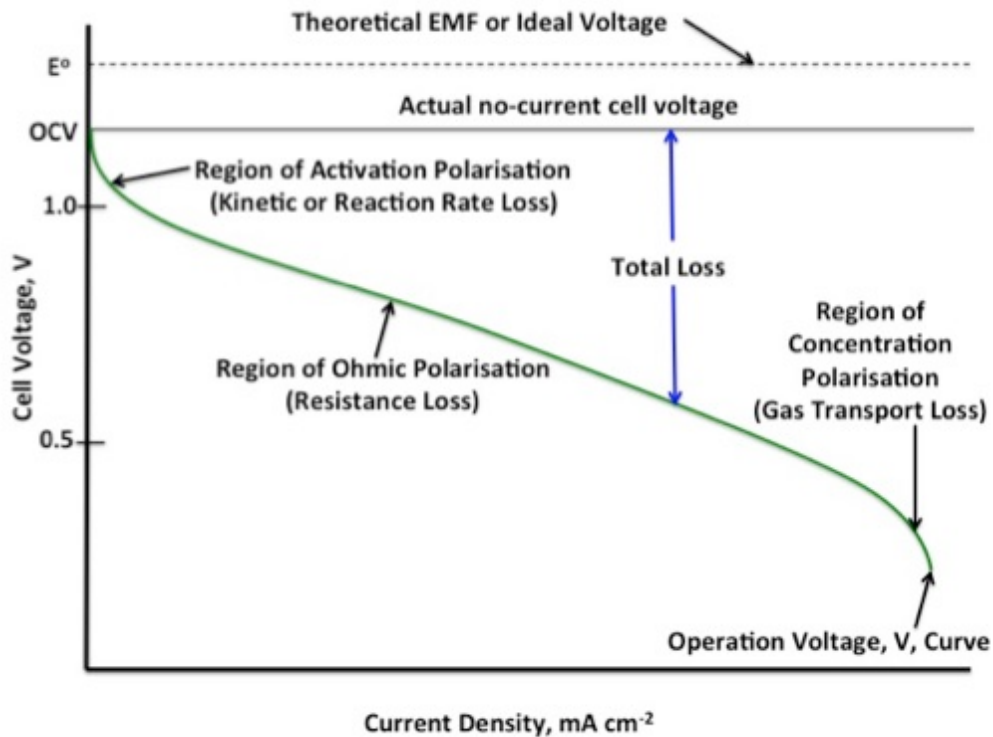 Theoretical EMF or Ideal Voltage
Eº
Actual no-current cell voltage
OCV
Region of Activation Polarisation
(Kinetic or Reaction Rate Loss)
1.0
Total Loss
Cell Voltage, V
Region of
Concentration
Polarisation
(Gas Transport Loss)
Region of Ohmic Polarisation
(Resistance Loss)
0.5
Operation Voltage, V, Curve
Current Density, mA cm⁻²